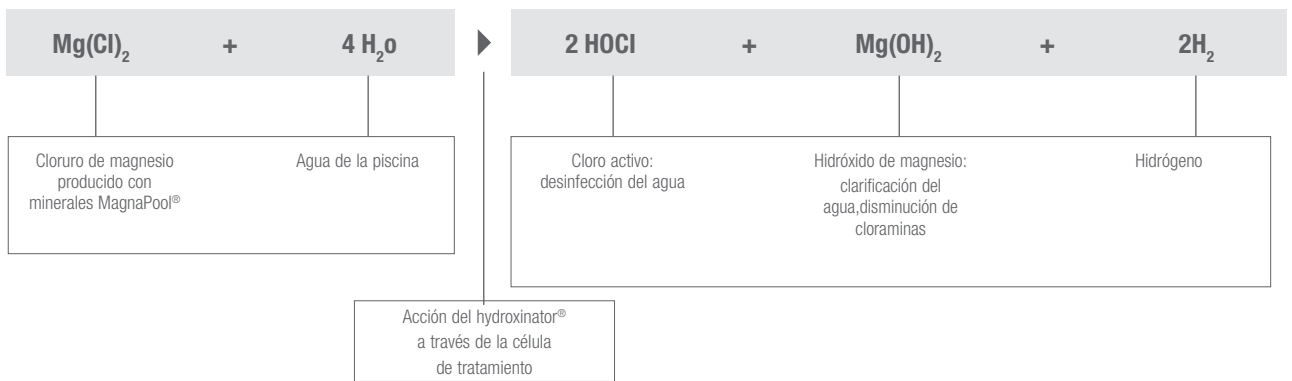 Mg(Cl)₂ + 4 H₂o ▶ 2 HOCl + Mg(OH)₂ + 2H₂
Cloruro de magnesio
producido con
minerales MagnaPool®
Agua de la piscina
Cloro activo:
desinfección del agua
Hidróxido de magnesio:
clarificación del
agua,disminución de
cloraminas
Hidrógeno
Acción del hydroxinator®
a través de la célula
de tratamiento